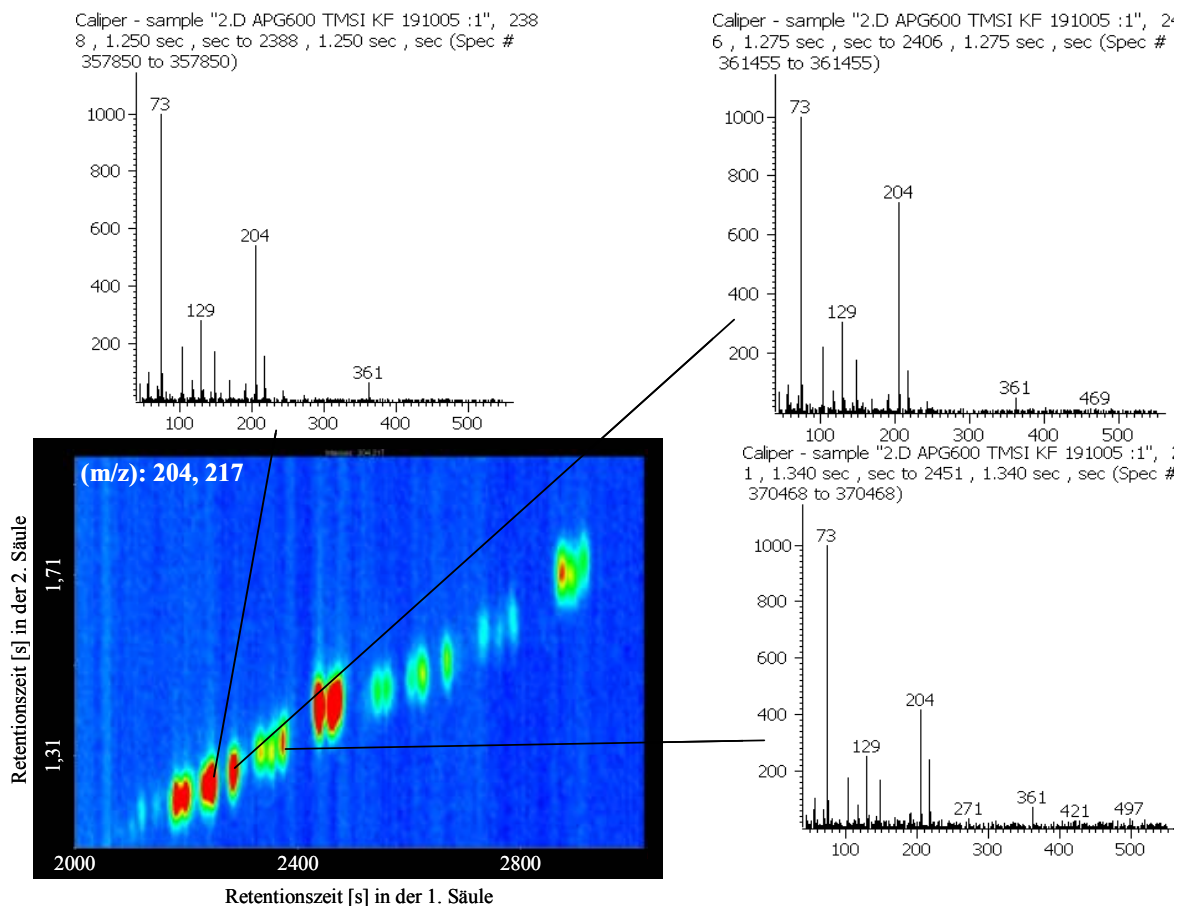 Caliper - sample "2.D APG600 TMSI KF 191005 :1", 238
8 , 1.250 sec , sec to 2388 , 1.250 sec , sec (Spec #
357850 to 357850)
73
1000
800
600
204
400
129
200
361
100 200 300 400 500
Caliper - sample "2.D APG600 TMSI KF 191005 :1", 24
6 , 1.275 sec , sec to 2406 , 1.275 sec , sec (Spec #
361455 to 361455)
73
1000
800
204
600
400
129
200
361
469
100 200 300 400 500
(m/z): 204, 217
Retentionszeit [s] in der 2. Säule
1,71
1,31
2000 2400 2800
Retentionszeit [s] in der 1. Säule
Caliper - sample "2.D APG600 TMSI KF 191005 :1",
1 , 1.340 sec , sec to 2451 , 1.340 sec , sec (Spec #
370468 to 370468)
73
1000
800
600
204
400
129
200
271
361
421
497
100 200 300 400 500